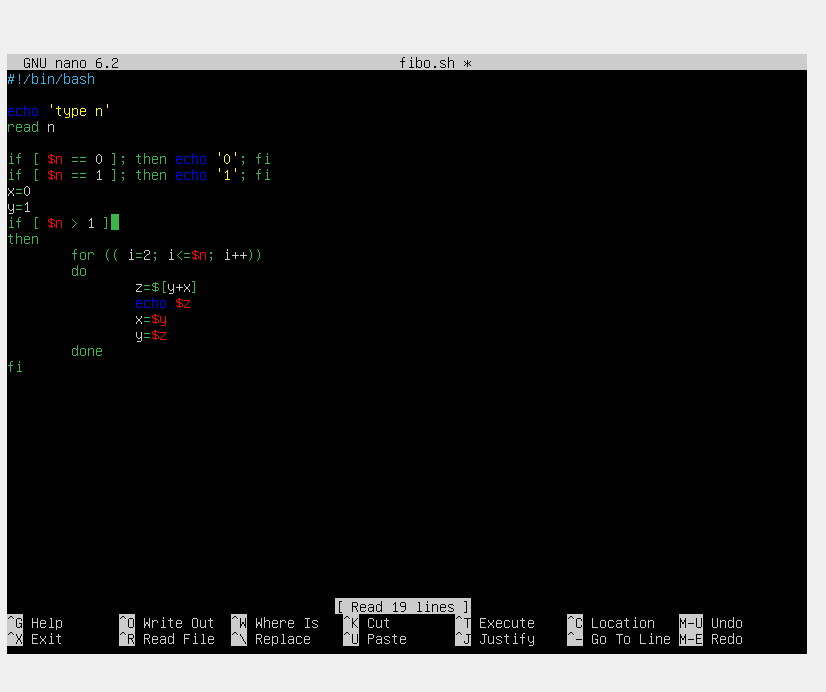 GNU nano 6.2 fibo.sh *
#!/bin/bash
echo 'type n'
read n
if [ $n == 0 ]; then echo '0'; fi
if [ $n == 1 ]; then echo '1'; fi
x=0
y=1
if [ $n > 1 ]
then
for (( i=2; i<=$n; i++))
do
z=$[y+x]
echo $z
x=$y
y=$z
done
fi
[ Read 19 lines ]
^G Help ^O Write Out ^W Where Is ^K Cut ^T Execute ^C Location M-U Undo
^X Exit ^R Read File ^\ Replace ^U Paste ^J Justify ^- Go To Line M-E Redo